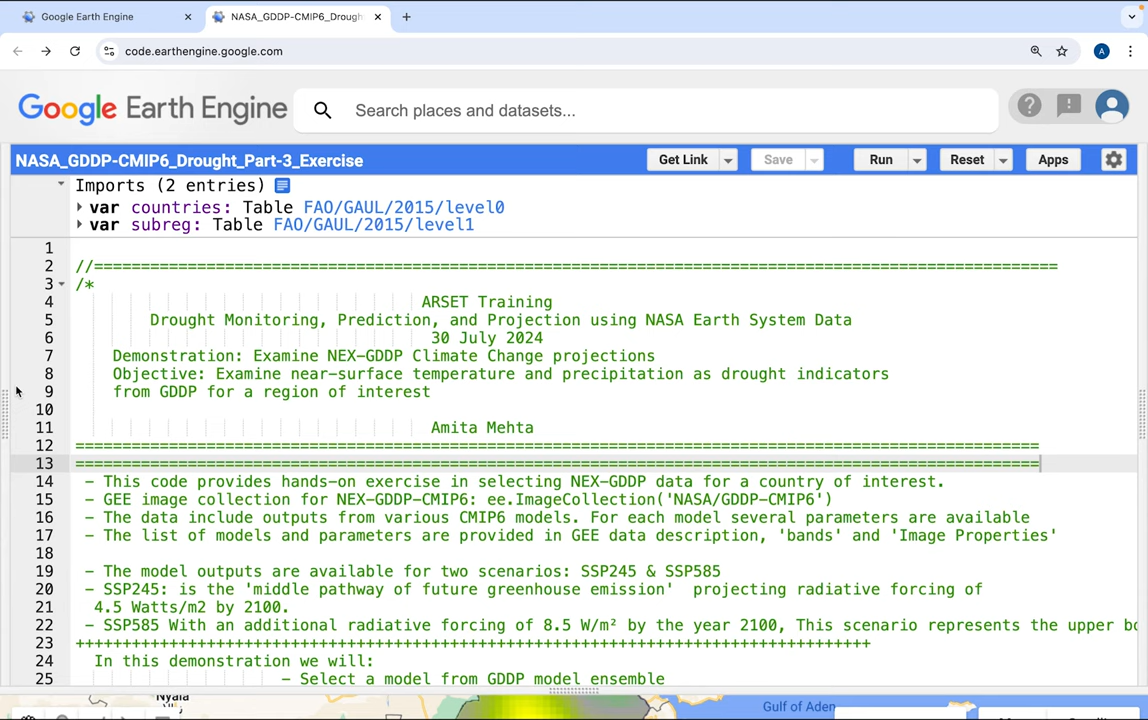 Google Earth Engine
NASA_GDDP-CMIP6_Drough
code.earthengine.google.com
A
Google Earth Engine
Search places and datasets...
NASA_GDDP-CMIP6_Drought_Part-3_Exercise
Get Link
Save
Run
Reset
Apps
Imports (2 entries)
var countries: Table FAO/GAUL/2015/level0
var subreg: Table FAO/GAUL/2015/level1
1
2 //=======================================================================================================
3 /*
4 ARSET Training
5 Drought Monitoring, Prediction, and Projection using NASA Earth System Data
6 30 July 2024
7 Demonstration: Examine NEX-GDDP Climate Change projections
8 Objective: Examine near-surface temperature and precipitation as drought indicators
9 from GDDP for a region of interest
10
11 Amita Mehta
12 =======================================================================================================
13 =======================================================================================================
14 - This code provides hands-on exercise in selecting NEX-GDDP data for a country of interest.
15 - GEE image collection for NEX-GDDP-CMIP6: ee.ImageCollection('NASA/GDDP-CMIP6')
16 - The data include outputs from various CMIP6 models. For each model several parameters are available
17 - The list of models and parameters are provided in GEE data description, 'bands' and 'Image Properties'
18
19 - The model outputs are available for two scenarios: SSP245 & SSP585
20 - SSP245: is the 'middle pathway of future greenhouse emission' projecting radiative forcing of
21 4.5 Watts/m2 by 2100.
22 - SSP585 With an additional radiative forcing of 8.5 W/m² by the year 2100, This scenario represents the upper bo
23 +++++++++++++++++++++++++++++++++++++++++++++++++++++++++++++++++++++++++++++++++++++
24 In this demonstration we will:
25 - Select a model from GDDP model ensemble
Nyala
Gulf of Aden